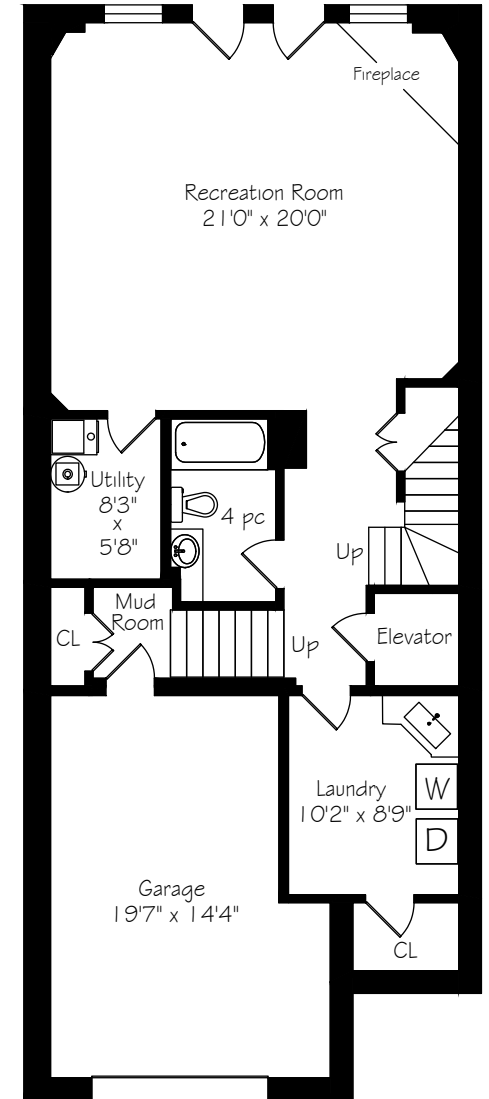 Fireplace
Recreation Room
21'0" x 20'0"
Utility
8'3"
x
5'8"
4 pc
Up
Mud
Room
CL
Up
Elevator
Laundry
10'2" x 8'9"
W
D
Garage
19'7" x 14'4"
CL